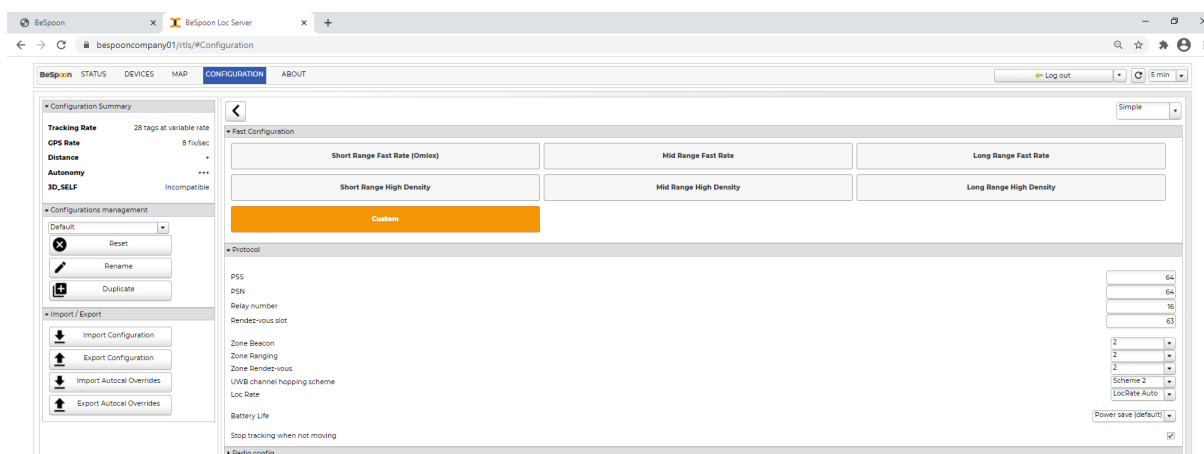 BeSpoon
BeSpoon Loc Server
bespooncompany01/rtls/#Configuration
BeSpoon STATUS DEVICES MAP CONFIGURATION ABOUT
Log out
5 min
Configuration Summary
Tracking Rate 28 tags at variable rate
GPS Rate 8 fix/sec
Distance +
Autonomy +++
3D_SELF Incompatible
Configurations management
Default
Reset
Rename
Duplicate
Import / Export
Import Configuration
Export Configuration
Import Autocal Overrides
Export Autocal Overrides
Simple
Fast Configuration
Short Range Fast Rate (Omlox) Mid Range Fast Rate Long Range Fast Rate
Short Range High Density Mid Range High Density Long Range High Density
Custom
Protocol
PSS 64
PSN 64
Relay number 16
Rendez-vous slot 63
Zone Beacon 2
Zone Ranging 2
Zone Rendez-vous 2
UWB channel hopping scheme Scheme 2
Loc Rate LocRate Auto
Battery Life Power save (default)
Stop tracking when not moving
Radio config